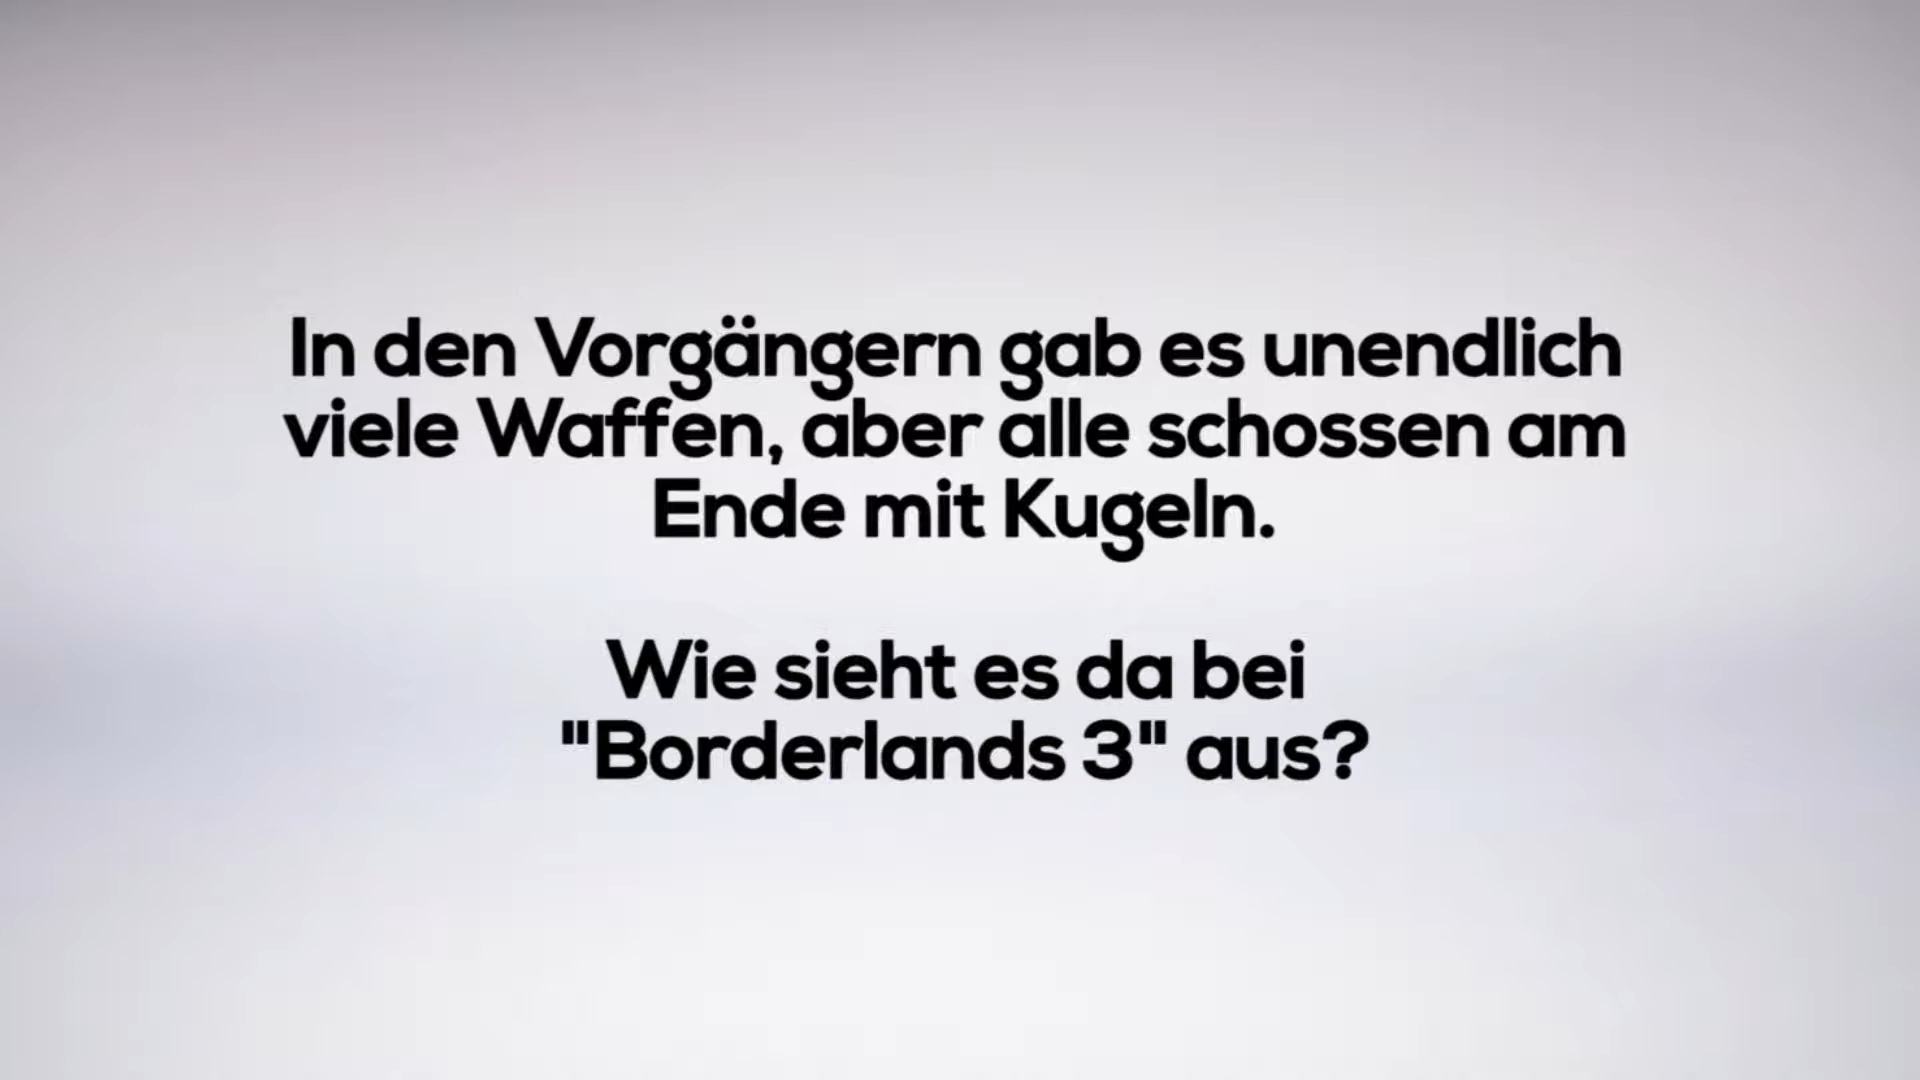 In den Vorgängern gab es unendlich
viele Waffen, aber alle schossen am
Ende mit Kugeln.
Wie sieht es da bei
"Borderlands 3" aus?